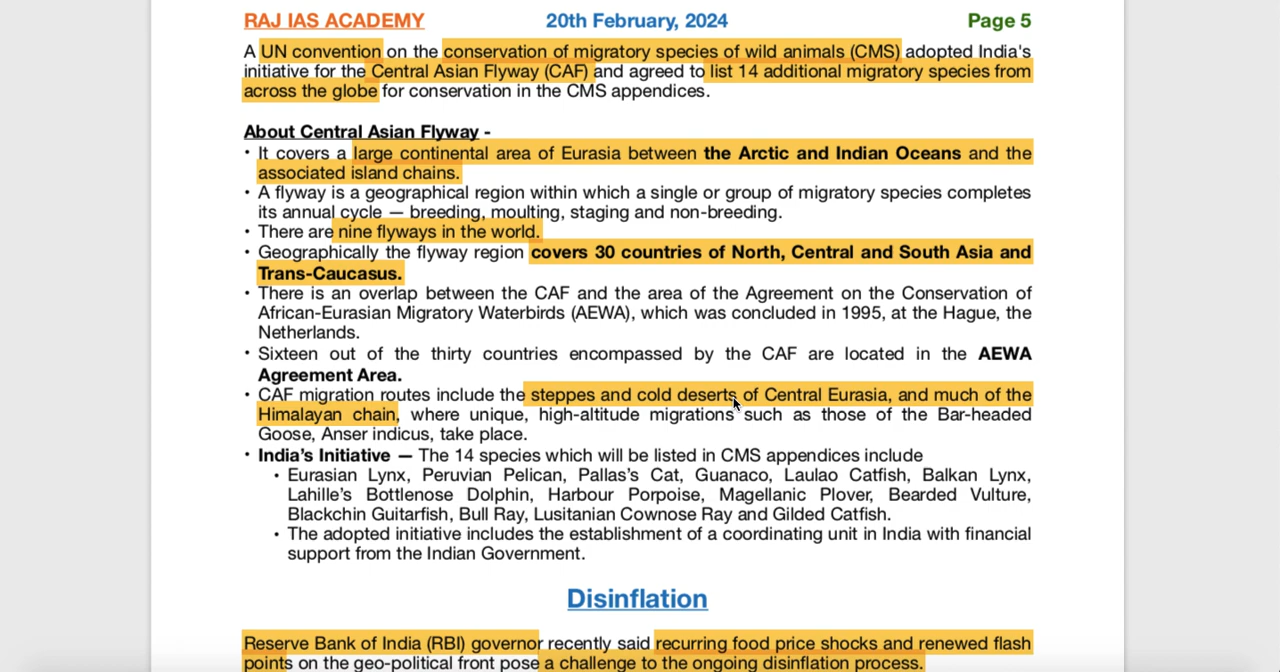 RAJ IAS ACADEMY 20th February, 2024 Page 5
A UN convention on the conservation of migratory species of wild animals (CMS) adopted India's
initiative for the Central Asian Flyway (CAF) and agreed to list 14 additional migratory species from
across the globe for conservation in the CMS appendices.
About Central Asian Flyway -
• It covers a large continental area of Eurasia between the Arctic and Indian Oceans and the
associated island chains.
• A flyway is a geographical region within which a single or group of migratory species completes
its annual cycle — breeding, moulting, staging and non-breeding.
• There are nine flyways in the world.
• Geographically the flyway region covers 30 countries of North, Central and South Asia and
Trans-Caucasus.
• There is an overlap between the CAF and the area of the Agreement on the Conservation of
African-Eurasian Migratory Waterbirds (AEWA), which was concluded in 1995, at the Hague, the
Netherlands.
• Sixteen out of the thirty countries encompassed by the CAF are located in the AEWA
Agreement Area.
• CAF migration routes include the steppes and cold deserts of Central Eurasia, and much of the
Himalayan chain, where unique, high-altitude migrations such as those of the Bar-headed
Goose, Anser indicus, take place.
• India's Initiative — The 14 species which will be listed in CMS appendices include
• Eurasian Lynx, Peruvian Pelican, Pallas's Cat, Guanaco, Laulao Catfish, Balkan Lynx,
Lahille's Bottlenose Dolphin, Harbour Porpoise, Magellanic Plover, Bearded Vulture,
Blackchin Guitarfish, Bull Ray, Lusitanian Cownose Ray and Gilded Catfish.
• The adopted initiative includes the establishment of a coordinating unit in India with financial
support from the Indian Government.
Disinflation
Reserve Bank of India (RBI) governor recently said recurring food price shocks and renewed flash
points on the geo-political front pose a challenge to the ongoing disinflation process.